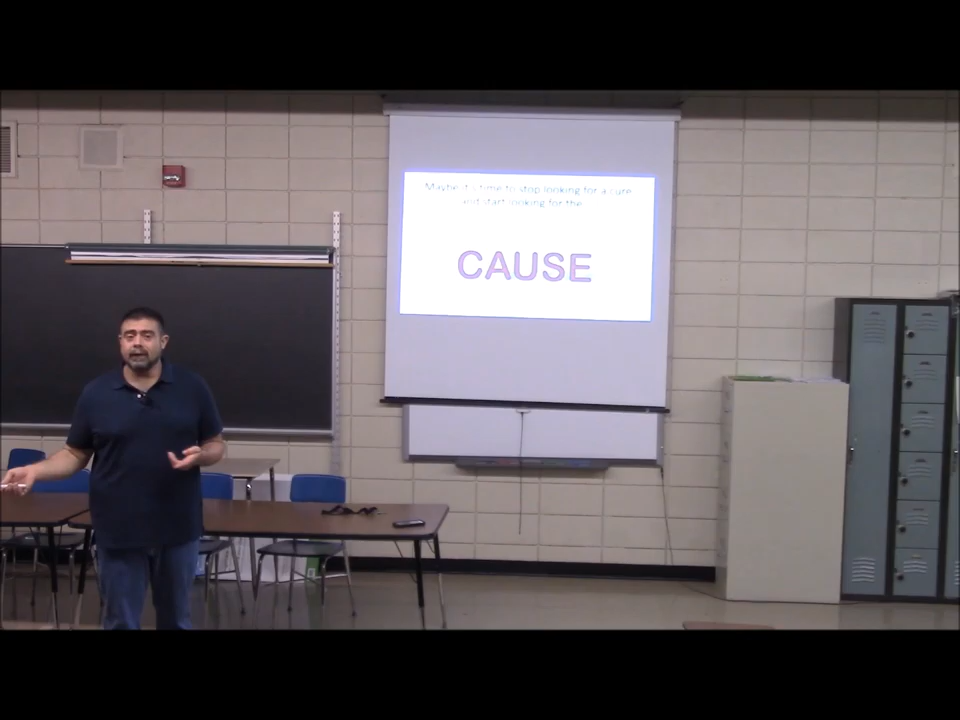 Maybe it's time to stop looking for a cure
and start looking for the
CAUSE